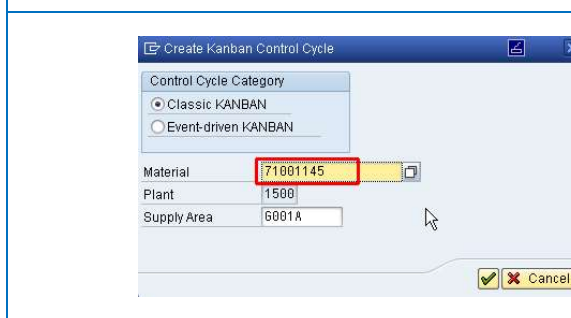 Create Kanban Control Cycle
Control Cycle Category
Classic KANBAN
Event-driven KANBAN
Material 71001145
Plant 1500
Supply Area G001A
Cancel